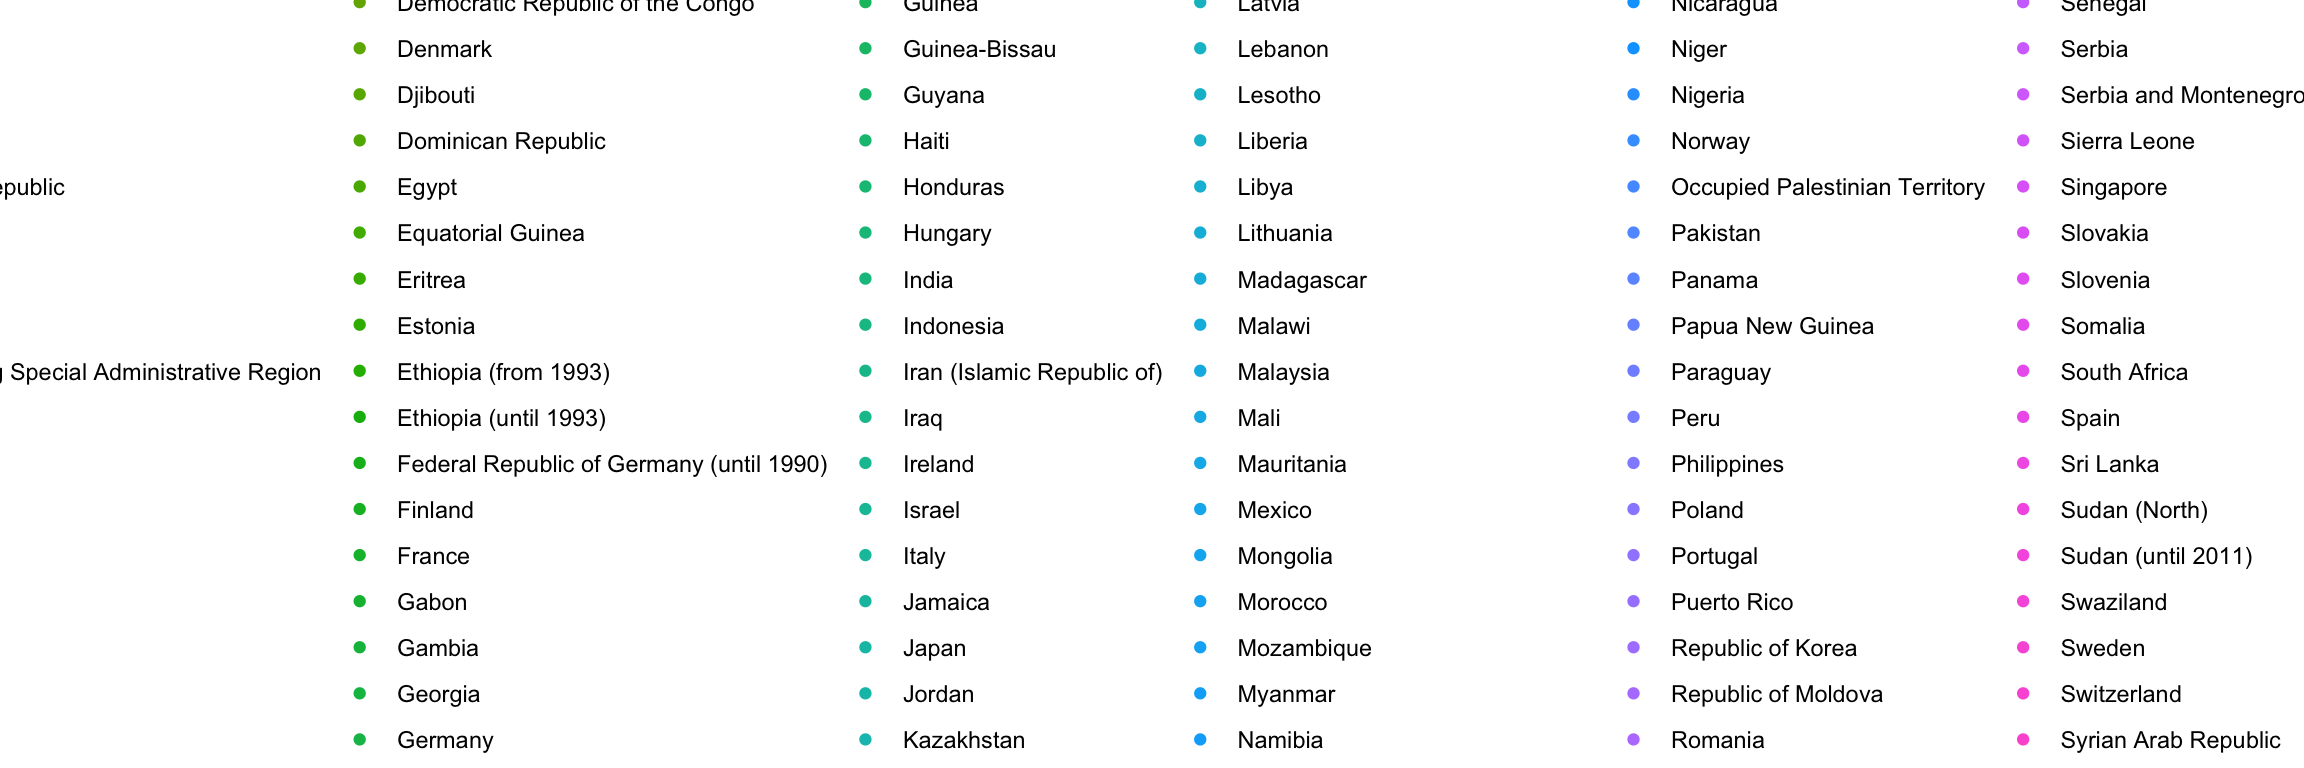 Democratic Republic of the Congo
Denmark
Djibouti
Dominican Republic
epublic
Egypt
Equatorial Guinea
Eritrea
Estonia
Special Administrative Region
Ethiopia (from 1993)
Ethiopia (until 1993)
Federal Republic of Germany (until 1990)
Finland
France
Gabon
Gambia
Georgia
Germany
Guinea
Guinea-Bissau
Guyana
Haiti
Honduras
Hungary
India
Indonesia
Iran (Islamic Republic of)
Iraq
Ireland
Israel
Italy
Jamaica
Japan
Jordan
Kazakhstan
Latvia
Lebanon
Lesotho
Liberia
Libya
Lithuania
Madagascar
Malawi
Malaysia
Mali
Mauritania
Mexico
Mongolia
Morocco
Mozambique
Myanmar
Namibia
Nicaragua
Niger
Nigeria
Norway
Occupied Palestinian Territory
Pakistan
Panama
Papua New Guinea
Paraguay
Peru
Philippines
Poland
Portugal
Puerto Rico
Republic of Korea
Republic of Moldova
Romania
Senegal
Serbia
Serbia and Montenegro
Sierra Leone
Singapore
Slovakia
Slovenia
Somalia
South Africa
Spain
Sri Lanka
Sudan (North)
Sudan (until 2011)
Swaziland
Sweden
Switzerland
Syrian Arab Republic